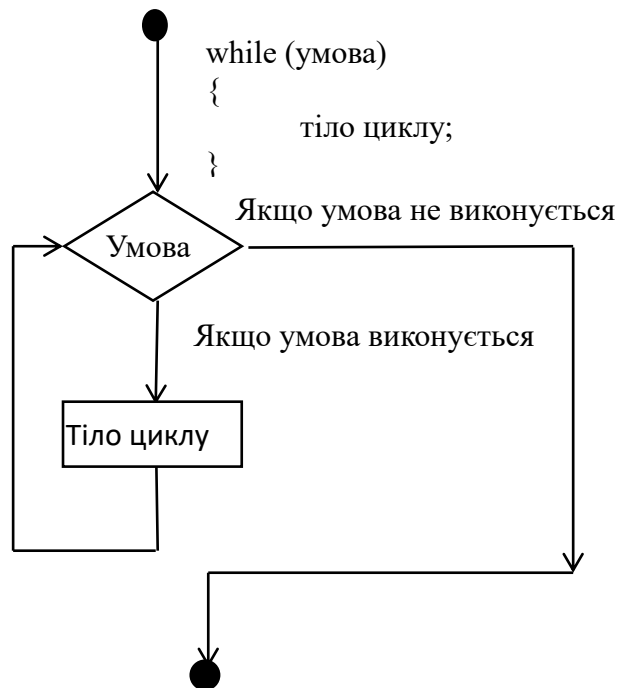 while (умова)
{
тіло циклу;
}
Якщо умова не виконується
Умова
Якщо умова виконується
Тіло циклу